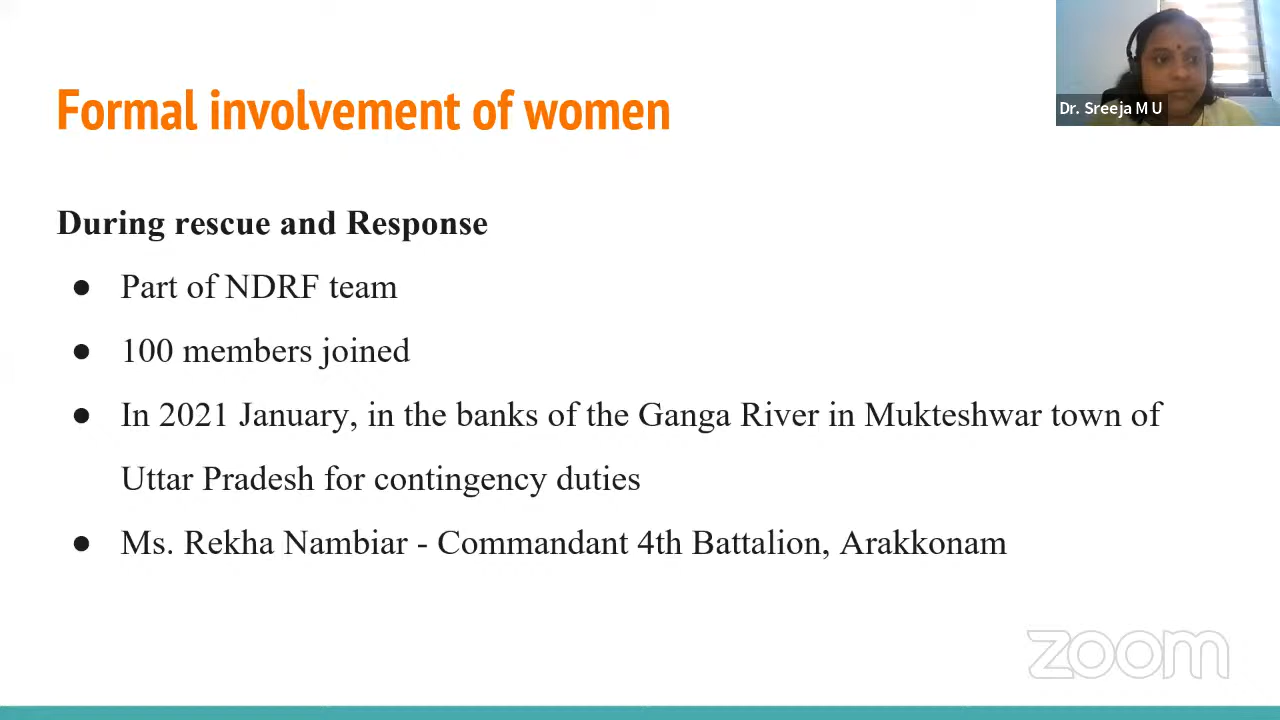 Formal involvement of women
Dr. Sreeja M U
During rescue and Response
● Part of NDRF team
● 100 members joined
● In 2021 January, in the banks of the Ganga River in Mukteshwar town of
Uttar Pradesh for contingency duties
● Ms. Rekha Nambiar - Commandant 4th Battalion, Arakkonam
zoom